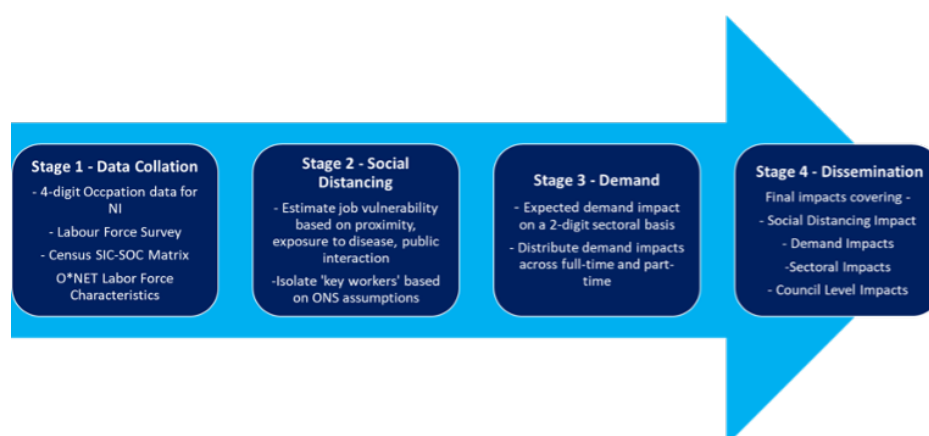 Stage 1 - Data Collation
- 4-digit Occpation data for
NI
- Labour Force Survey
- Census SIC-SOC Matrix
O*NET Labor Force
Characteristics
Stage 2 - Social
Distancing
- Estimate job vulnerability
based on proximity,
exposure to disease, public
interaction
-Isolate 'key workers' based
on ONS assumptions
Stage 3 - Demand
- Expected demand impact
on a 2-digit sectoral basis
- Distribute demand impacts
across full-time and part-
time
Stage 4 - Dissemination
Final impacts covering -
- Social Distancing Impact
- Demand Impacts
-Sectoral Impacts
- Council Level Impacts